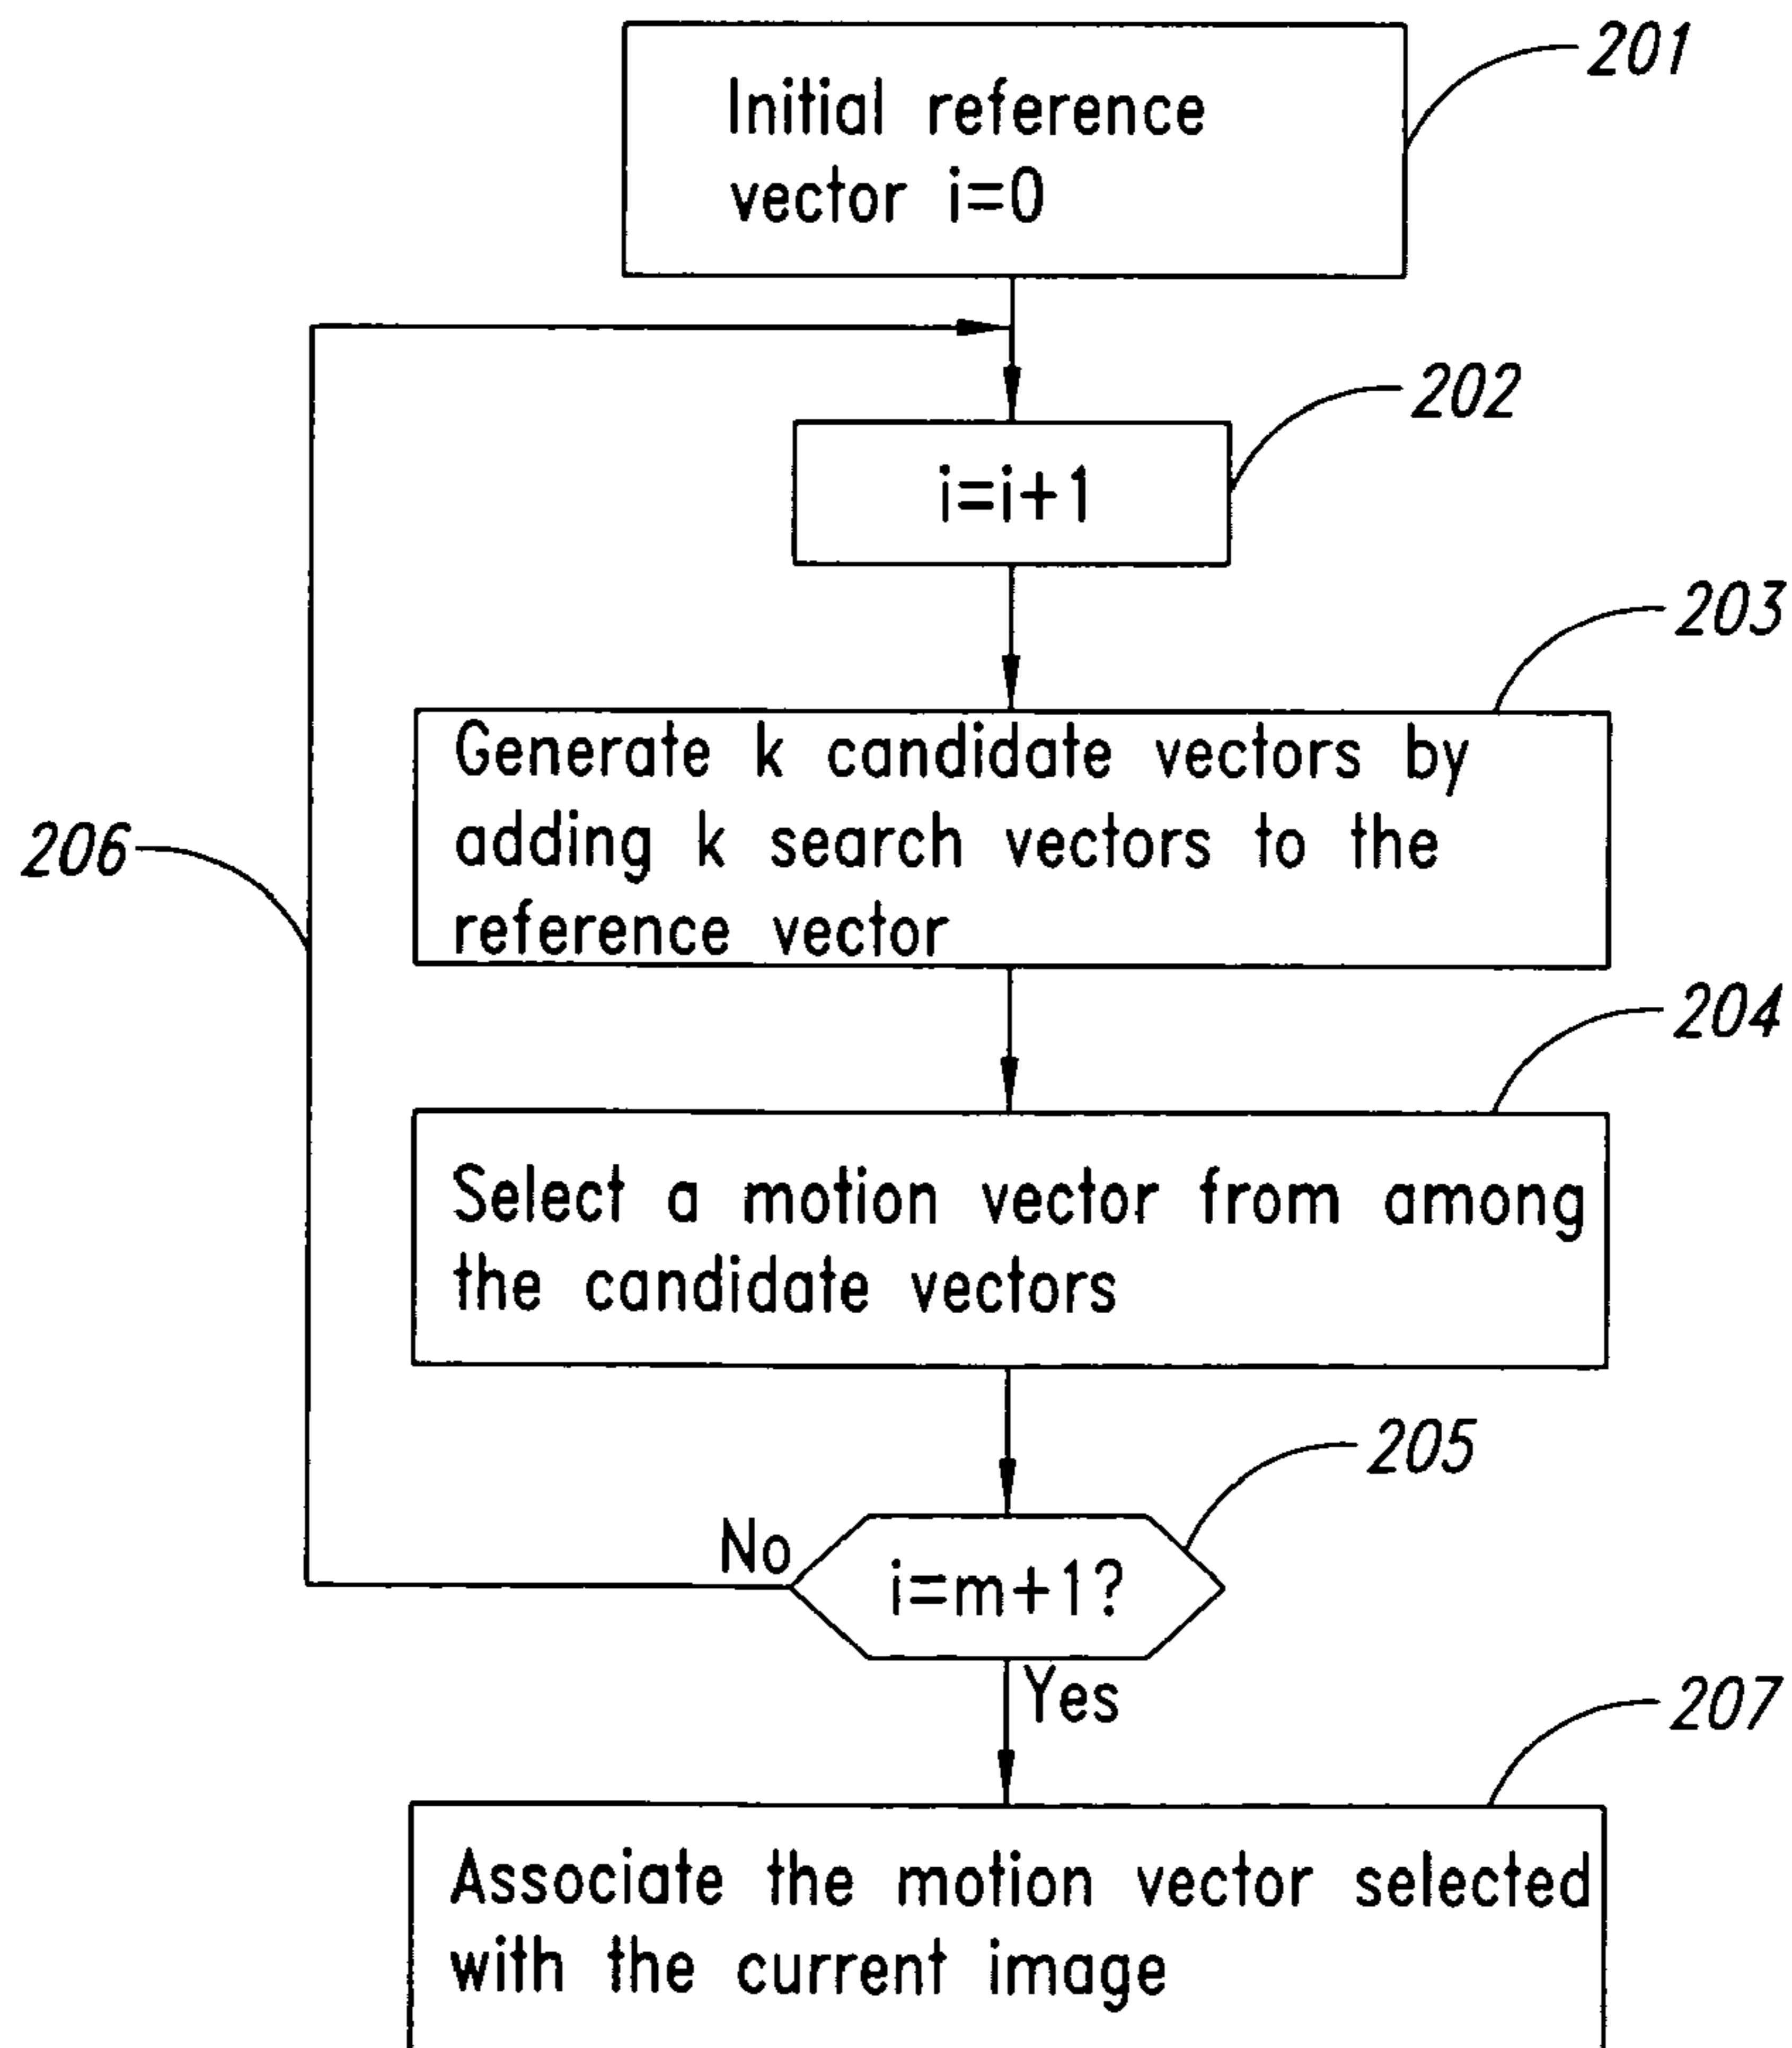 201
Initial reference
vector i=0
202
i=i+1
203
Generate k candidate vectors by
adding k search vectors to the
reference vector
206
204
Select a motion vector from among
the candidate vectors
205
No
i=m+1?
Yes
207
Associate the motion vector selected
with the current image